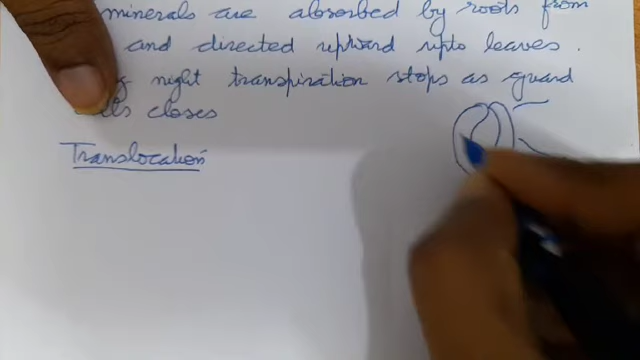 minerals are absorbed by roots from
and directed upward upto leaves.
night transpiration stops as guard
closes
Translocation